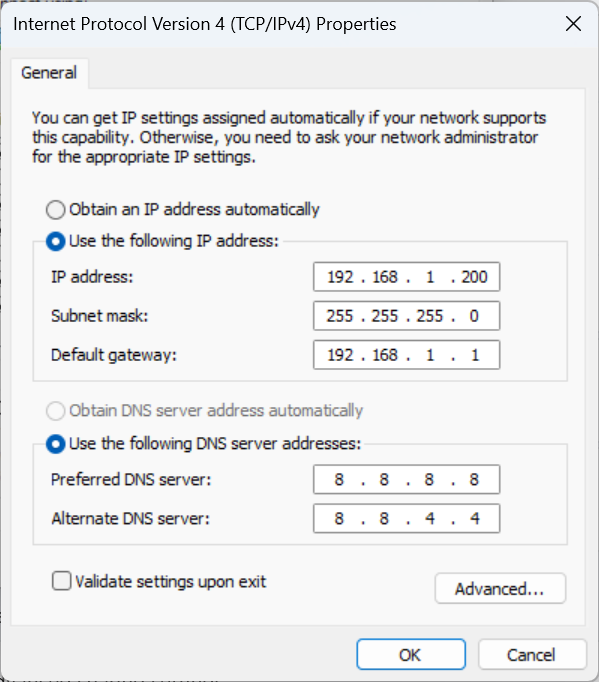 Internet Protocol Version 4 (TCP/IPv4) Properties
General
You can get IP settings assigned automatically if your network supports
this capability. Otherwise, you need to ask your network administrator
for the appropriate IP settings.
Obtain an IP address automatically
Use the following IP address:
IP address: 192 . 168 . 1 . 200
Subnet mask: 255 . 255 . 255 . 0
Default gateway: 192 . 168 . 1 . 1
Obtain DNS server address automatically
Use the following DNS server addresses:
Preferred DNS server: 8 . 8 . 8 . 8
Alternate DNS server: 8 . 8 . 4 . 4
Validate settings upon exit
Advanced...
OK Cancel